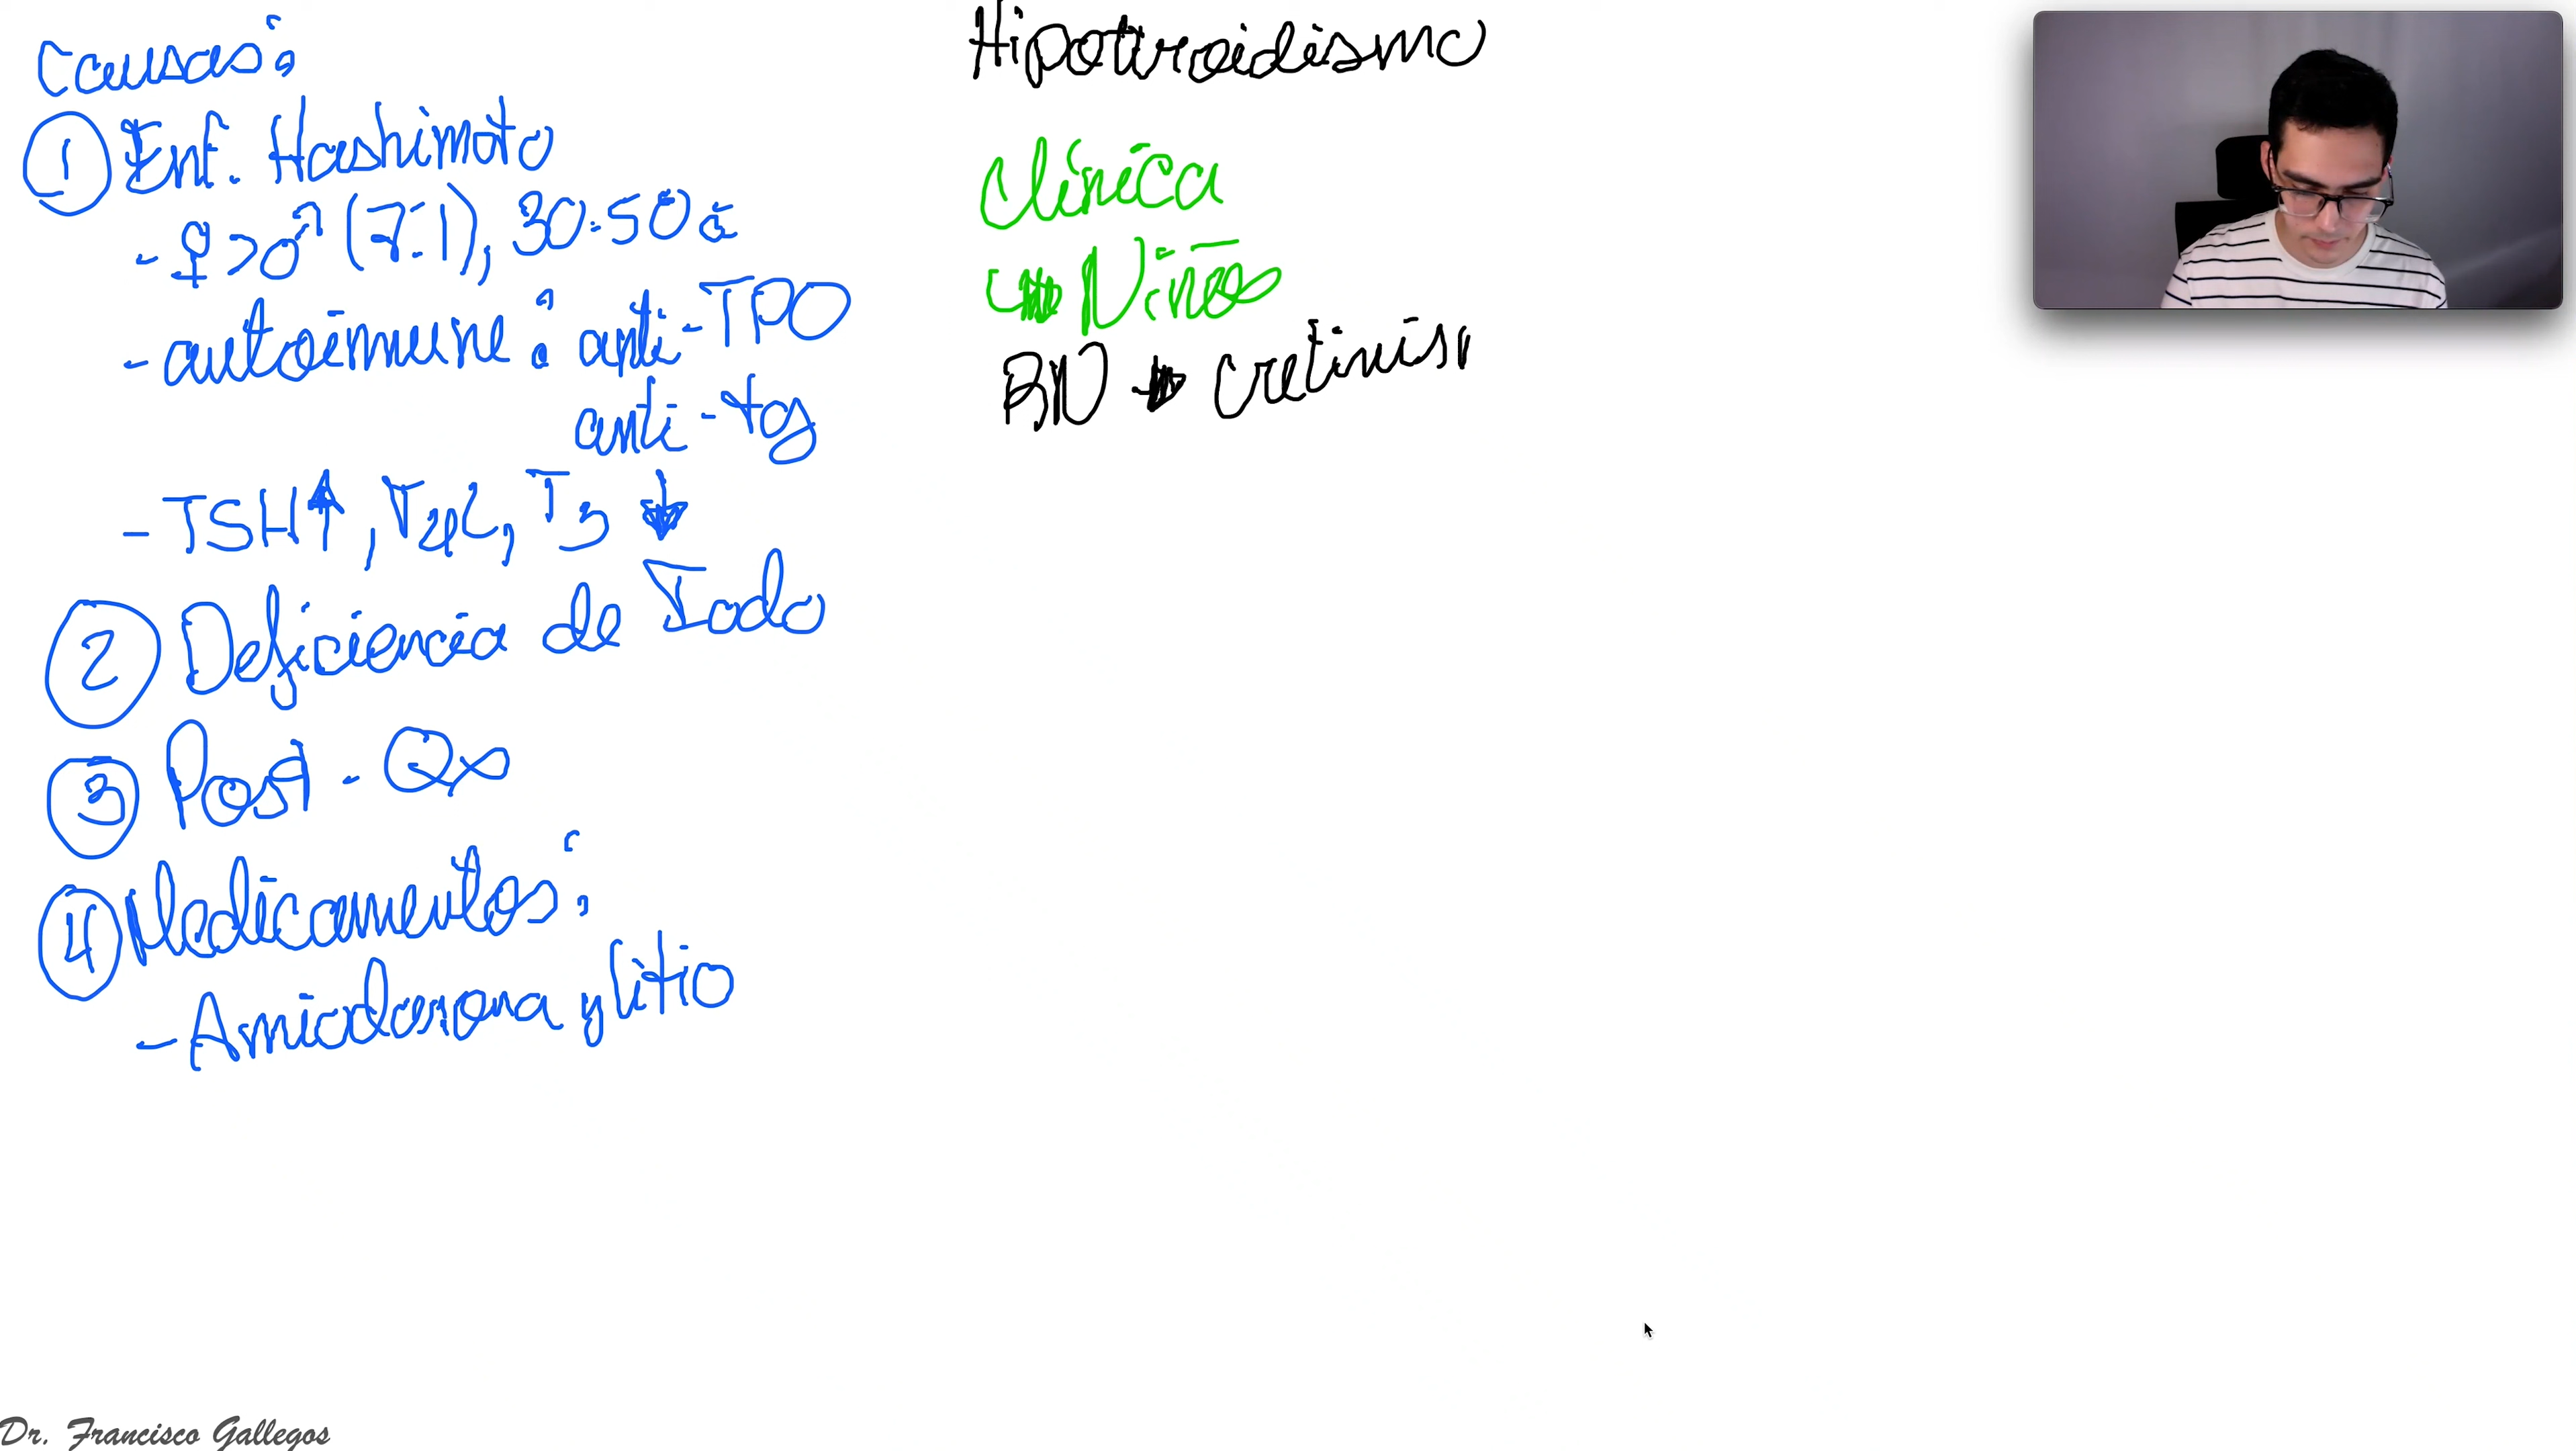 Causas:
① Enf. Hashimoto
- ♀ > ♂ (7:1), 30-50 a
- autoinmune: anti-TPO
anti-tg
- TSH↑, T4L, T3 ↓
② Deficiencia de Iodo
③ Post-Qx
④ Medicamentos:
- Amiodarona y litio
Hipotiroidismo
Clínica
↳ Niños
RN → cretinis
Dr. Francisco Gallegos